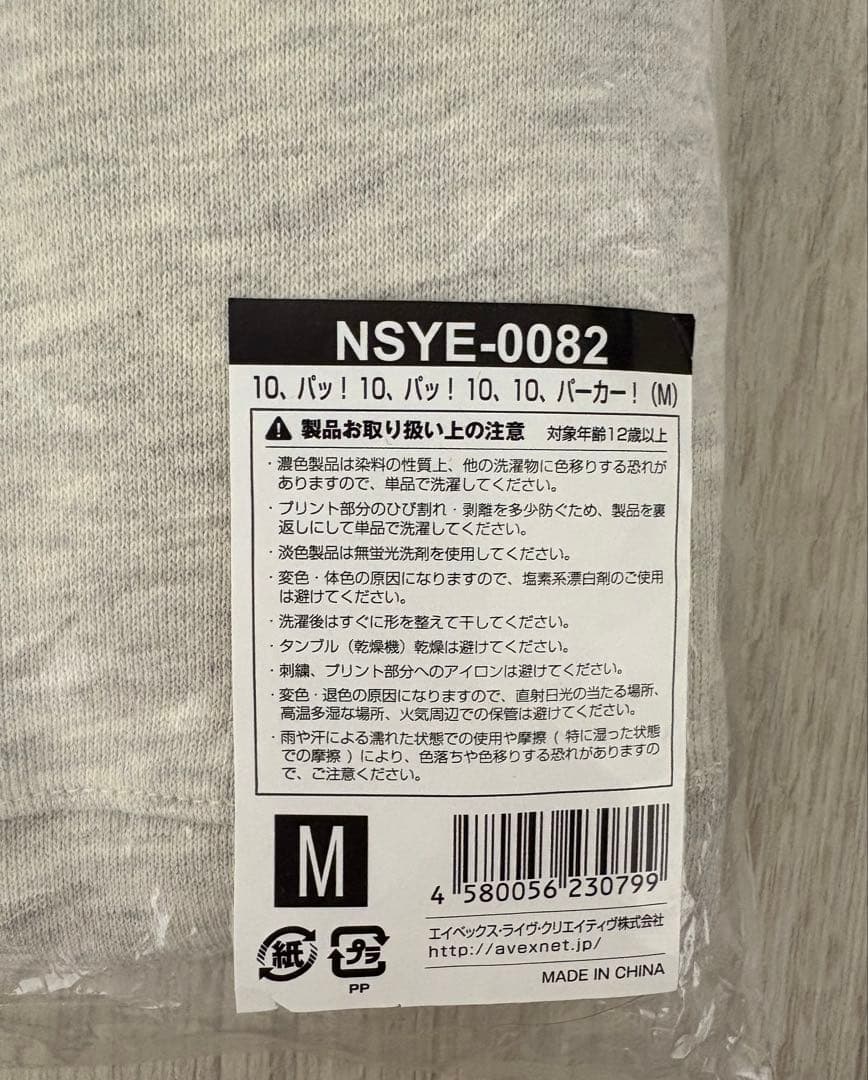 NSYE-0082
10、パッ！10、パッ！10、10、パーカー！(M)
製品お取り扱い上の注意 対象年齢12歳以上
・濃色製品は染料の性質上、他の洗濯物に色移りする恐れが
ありますので、単品で洗濯してください。
・プリント部分のひび割れ・剥離を多少防ぐため、製品を裏
返しにして単品で洗濯してください。
・淡色製品は無蛍光洗剤を使用してください。
・変色・体色の原因になりますので、塩素系漂白剤のご使用
は避けてください。
・洗濯後はすぐに形を整えて干してください。
・タンブル（乾燥機）乾燥は避けてください。
・刺繍、プリント部分へのアイロンは避けてください。
・変色・退色の原因になりますので、直射日光の当たる場所、
高温多湿な場所、火気周辺での保管は避けてください。
・雨や汗による濡れた状態での使用や摩擦（特に湿った状態
での摩擦）により、色落ちや色移りする恐れがありますの
で、ご注意ください。
M
4 580056 230799
エイベックス・ライヴ・クリエイティヴ株式会社
http://avexnet.jp/
紙 プラ
PP
MADE IN CHINA